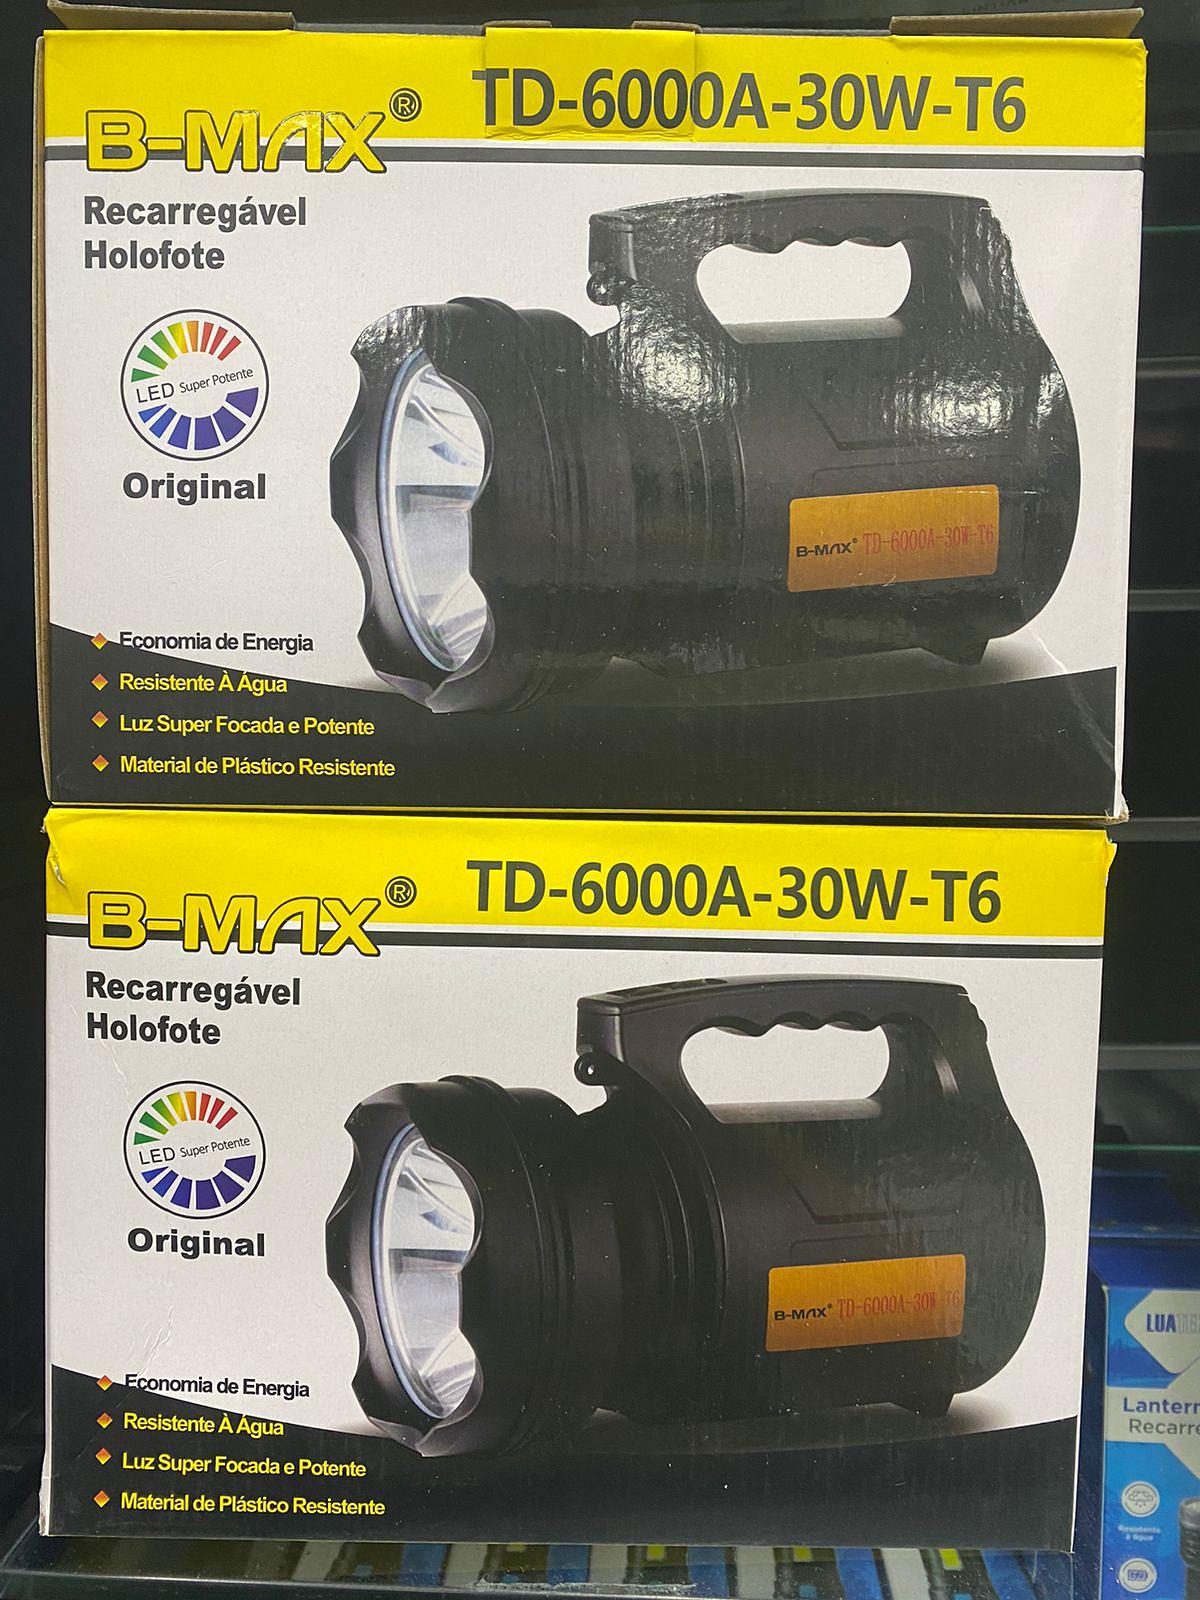 TD-6000A-30W-T6
B-MAX®
Recarregável
Holofote
LED Super Potente
Original
B-MAX® TD-6000A-30W-T6
Economia de Energia
Resistente À Água
Luz Super Focada e Potente
Material de Plástico Resistente
TD-6000A-30W-T6
B-MAX®
Recarregável
Holofote
LED Super Potente
Original
B-MAX® TD-6000A-30W-T6
Economia de Energia
Resistente À Água
Luz Super Focada e Potente
Material de Plástico Resistente
Resistente
à água